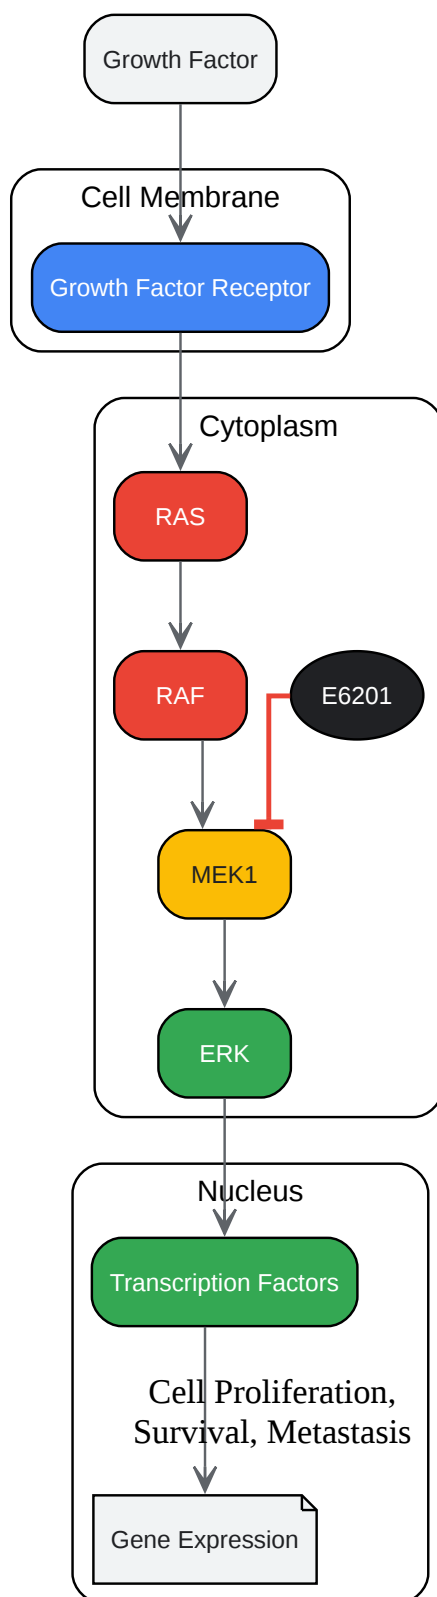 Growth Factor
Cell Membrane
Growth Factor Receptor
Cytoplasm
RAS
RAF
E6201
MEK1
ERK
Nucleus
Transcription Factors
Cell Proliferation,
Survival, Metastasis
Gene Expression